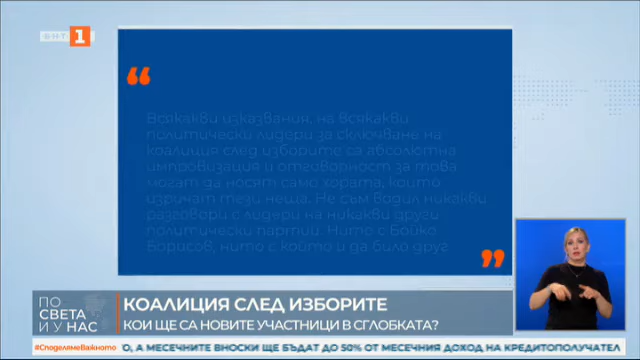 БНТ 1
“
Всякакви изказвания, на всякакви
политически лидери за сключване на
коалиция след изборите са абсолютна
импровизация и отговорност за това
могат да носят само хората, които
изричат тези неща. Не съм водил никакви
разговори с лидери на никакви други
политически партии. Нито с Бойко
Борисов, нито с който и да било друг
”
ПО
СВЕТА
И У НАС
КОАЛИЦИЯ СЛЕД ИЗБОРИТЕ
КОИ ЩЕ СА НОВИТЕ УЧАСТНИЦИ В СГЛОБКАТА?
#СподелямеВажното ГО, А МЕСЕЧНИТЕ ВНОСКИ ЩЕ БЪДАТ ДО 50% ОТ МЕСЕЧНИЯ ДОХОД НА КРЕДИТОПОЛУЧАТЕЛ